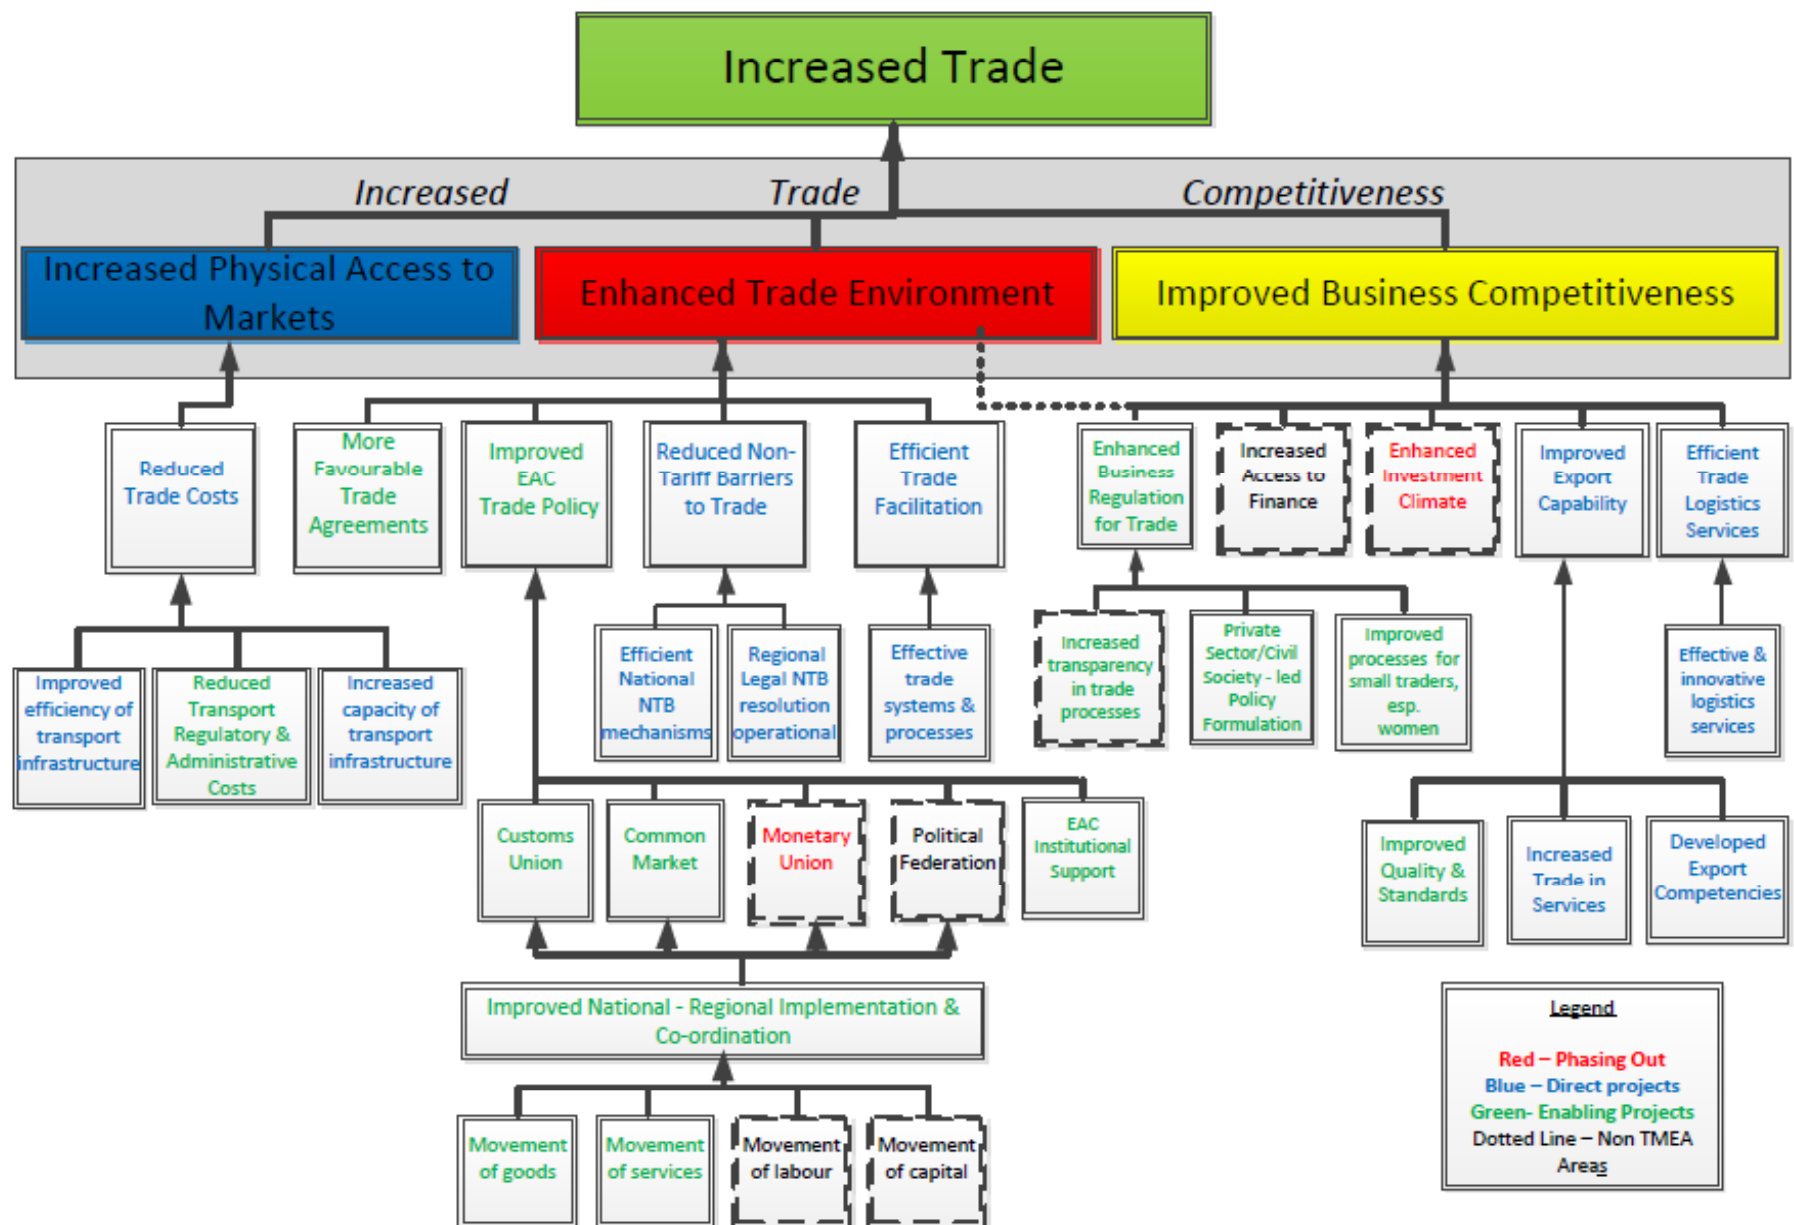 Increased Trade
Increased Trade Competitiveness
Increased Physical Access to
Markets
Enhanced Trade Environment
Improved Business Competitiveness
Reduced
Trade Costs
More
Favourable
Trade
Agreements
Improved
EAC
Trade Policy
Reduced Non-
Tariff Barriers
to Trade
Efficient
Trade
Facilitation
Enhanced
Business
Regulation
for Trade
Increased
Access to
Finance
Enhanced
Investment
Climate
Improved
Export
Capability
Efficient
Trade
Logistics
Services
Improved
efficiency of
transport
infrastructure
Reduced
Transport
Regulatory &
Administrative
Costs
Increased
capacity of
transport
infrastructure
Efficient
National
NTB
mechanisms
Regional
Legal NTB
resolution
operational
Effective
trade
systems &
processes
Increased
transparency
in trade
processes
Private
Sector/Civil
Society - led
Policy
Formulation
Improved
processes for
small traders,
esp.
women
Effective &
innovative
logistics
services
Customs
Union
Common
Market
Monetary
Union
Political
Federation
EAC
Institutional
Support
Improved
Quality &
Standards
Increased
Trade in
Services
Developed
Export
Competencies
Improved National - Regional Implementation &
Co-ordination
Movement
of goods
Movement
of services
Movement
of labour
Movement
of capital
Legend
Red – Phasing Out
Blue – Direct projects
Green- Enabling Projects
Dotted Line – Non TMEA
Areas